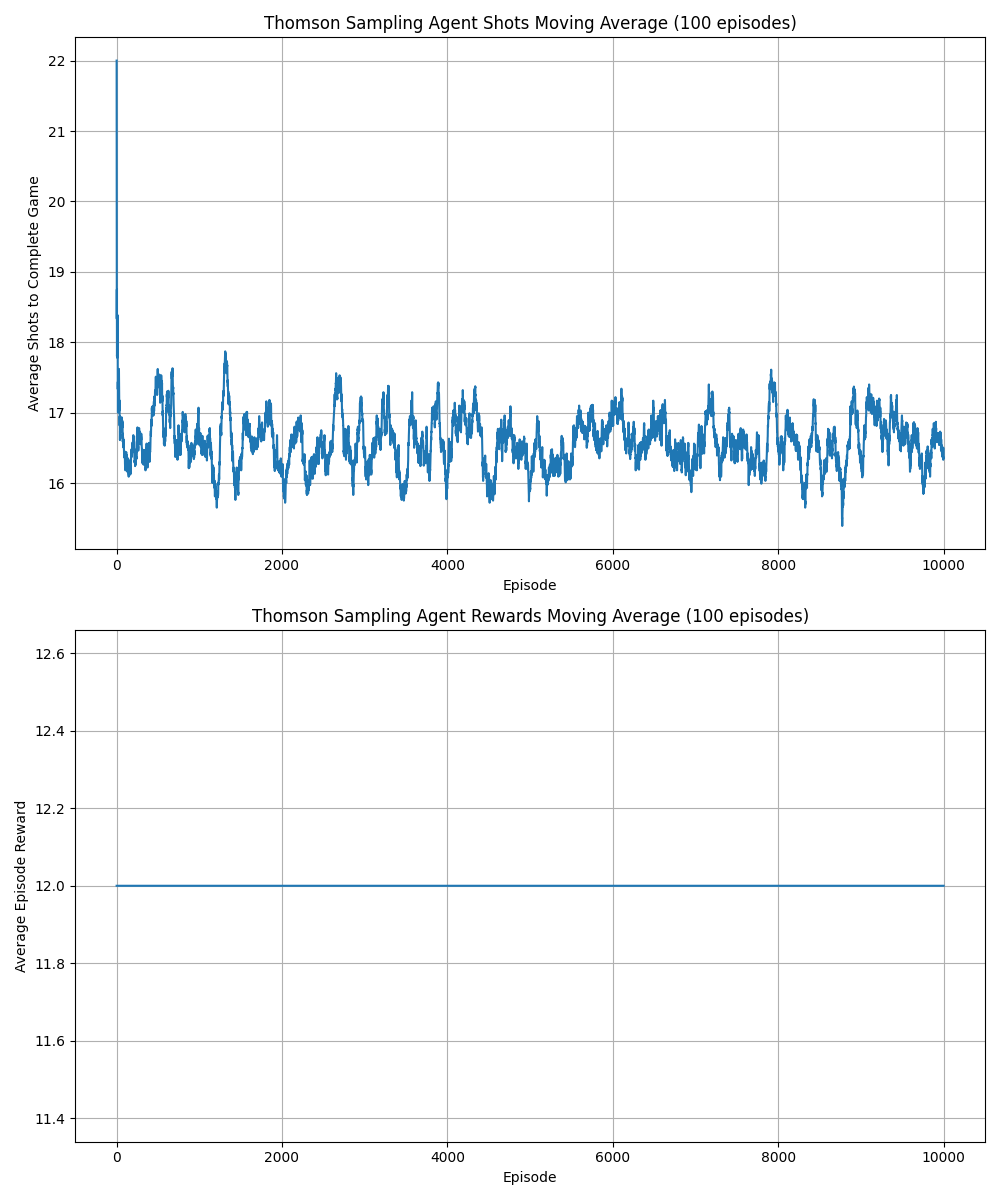 Thomson Sampling Agent Shots Moving Average (100 episodes)
Average Shots to Complete Game
22
21
20
19
18
17
16
0 2000 4000 6000 8000 10000
Episode
Thomson Sampling Agent Rewards Moving Average (100 episodes)
Average Episode Reward
12.6
12.4
12.2
12.0
11.8
11.6
11.4
0 2000 4000 6000 8000 10000
Episode